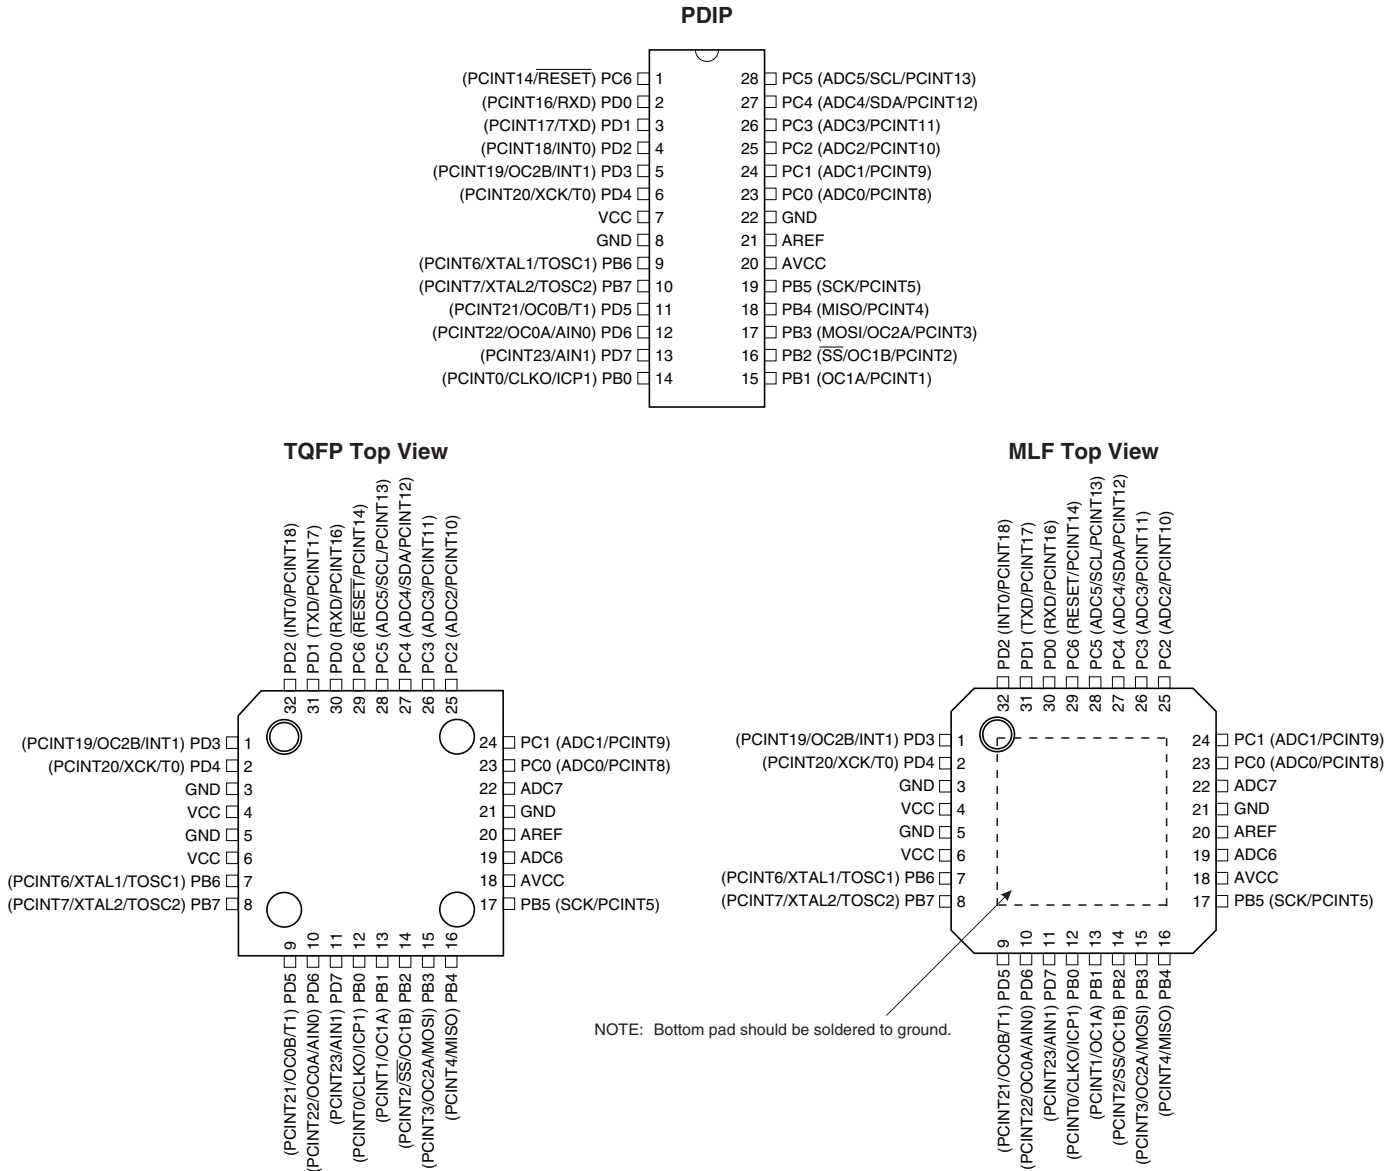 PDIP
(PCINT14/RESET) PC6 1 28 PC5 (ADC5/SCL/PCINT13)
(PCINT16/RXD) PD0 2 27 PC4 (ADC4/SDA/PCINT12)
(PCINT17/TXD) PD1 3 26 PC3 (ADC3/PCINT11)
(PCINT18/INT0) PD2 4 25 PC2 (ADC2/PCINT10)
(PCINT19/OC2B/INT1) PD3 5 24 PC1 (ADC1/PCINT9)
(PCINT20/XCK/T0) PD4 6 23 PC0 (ADC0/PCINT8)
VCC 7 22 GND
GND 8 21 AREF
(PCINT6/XTAL1/TOSC1) PB6 9 20 AVCC
(PCINT7/XTAL2/TOSC2) PB7 10 19 PB5 (SCK/PCINT5)
(PCINT21/OC0B/T1) PD5 11 18 PB4 (MISO/PCINT4)
(PCINT22/OC0A/AIN0) PD6 12 17 PB3 (MOSI/OC2A/PCINT3)
(PCINT23/AIN1) PD7 13 16 PB2 (SS/OC1B/PCINT2)
(PCINT0/CLKO/ICP1) PB0 14 15 PB1 (OC1A/PCINT1)
TQFP Top View
32 PD2 (INT0/PCINT18)
31 PD1 (TXD/PCINT17)
30 PD0 (RXD/PCINT16)
29 PC6 (RESET/PCINT14)
28 PC5 (ADC5/SCL/PCINT13)
27 PC4 (ADC4/SDA/PCINT12)
26 PC3 (ADC3/PCINT11)
25 PC2 (ADC2/PCINT10)
(PCINT19/OC2B/INT1) PD3 1 24 PC1 (ADC1/PCINT9)
(PCINT20/XCK/T0) PD4 2 23 PC0 (ADC0/PCINT8)
GND 3 22 ADC7
VCC 4 21 GND
GND 5 20 AREF
VCC 6 19 ADC6
(PCINT6/XTAL1/TOSC1) PB6 7 18 AVCC
(PCINT7/XTAL2/TOSC2) PB7 8 17 PB5 (SCK/PCINT5)
(PCINT21/OC0B/T1) PD5 9
(PCINT22/OC0A/AIN0) PD6 10
(PCINT23/AIN1) PD7 11
(PCINT0/CLKO/ICP1) PB0 12
(PCINT1/OC1A) PB1 13
(PCINT2/SS/OC1B) PB2 14
(PCINT3/OC2A/MOSI) PB3 15
(PCINT4/MISO) PB4 16
MLF Top View
32 PD2 (INT0/PCINT18)
31 PD1 (TXD/PCINT17)
30 PD0 (RXD/PCINT16)
29 PC6 (RESET/PCINT14)
28 PC5 (ADC5/SCL/PCINT13)
27 PC4 (ADC4/SDA/PCINT12)
26 PC3 (ADC3/PCINT11)
25 PC2 (ADC2/PCINT10)
(PCINT19/OC2B/INT1) PD3 1 24 PC1 (ADC1/PCINT9)
(PCINT20/XCK/T0) PD4 2 23 PC0 (ADC0/PCINT8)
GND 3 22 ADC7
VCC 4 21 GND
GND 5 20 AREF
VCC 6 19 ADC6
(PCINT6/XTAL1/TOSC1) PB6 7 18 AVCC
(PCINT7/XTAL2/TOSC2) PB7 8 17 PB5 (SCK/PCINT5)
(PCINT21/OC0B/T1) PD5 9
(PCINT22/OC0A/AIN0) PD6 10
(PCINT23/AIN1) PD7 11
(PCINT0/CLKO/ICP1) PB0 12
(PCINT1/OC1A) PB1 13
(PCINT2/SS/OC1B) PB2 14
(PCINT3/OC2A/MOSI) PB3 15
(PCINT4/MISO) PB4 16
NOTE: Bottom pad should be soldered to ground.